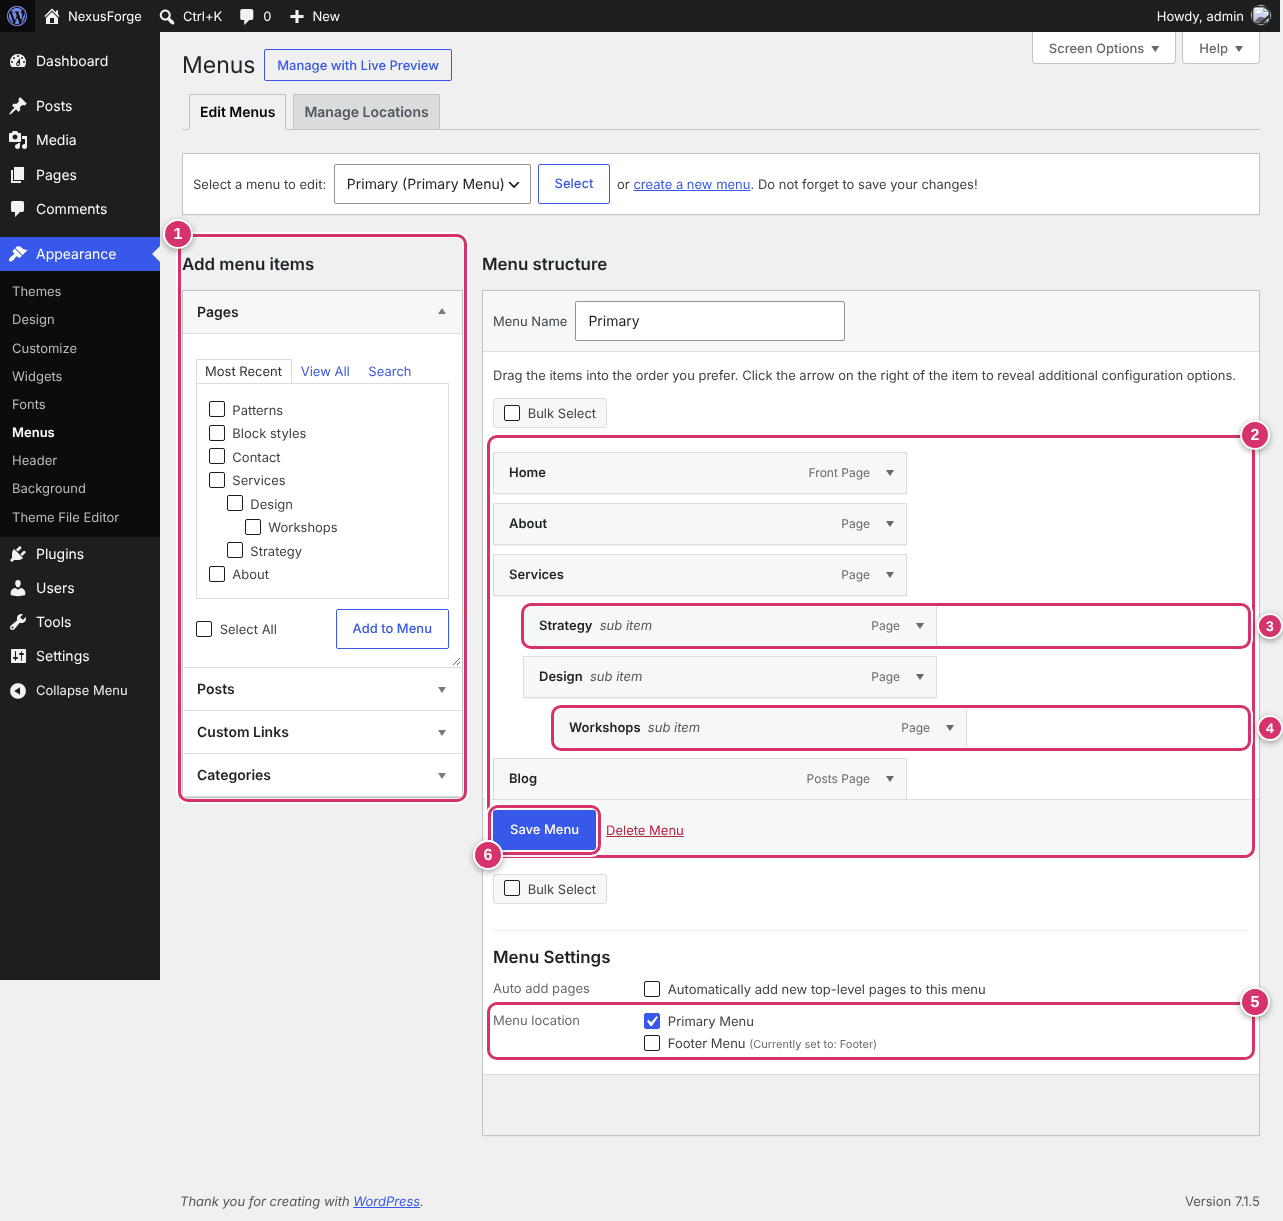 NexusForge Ctrl+K 0 New Howdy, admin
Dashboard
Posts
Media
Pages
Comments
Appearance
Themes
Design
Customize
Widgets
Fonts
Menus
Header
Background
Theme File Editor
Plugins
Users
Tools
Settings
Collapse Menu
Screen Options Help
Menus Manage with Live Preview
Edit Menus Manage Locations
Select a menu to edit: Primary (Primary Menu) Select or create a new menu. Do not forget to save your changes!
1
Add menu items
Pages
Most Recent View All Search
Patterns
Block styles
Contact
Services
Design
Workshops
Strategy
About
Select All Add to Menu
Posts
Custom Links
Categories
Menu structure
Menu Name Primary
Drag the items into the order you prefer. Click the arrow on the right of the item to reveal additional configuration options.
Bulk Select
2
Home Front Page
About Page
Services Page
Strategy sub item Page
3
Design sub item Page
Workshops sub item Page
4
Blog Posts Page
Save Menu Delete Menu
6
Bulk Select
Menu Settings
Auto add pages Automatically add new top-level pages to this menu
5
Menu location Primary Menu
Footer Menu (Currently set to: Footer)
Thank you for creating with WordPress. Version 7.1.5